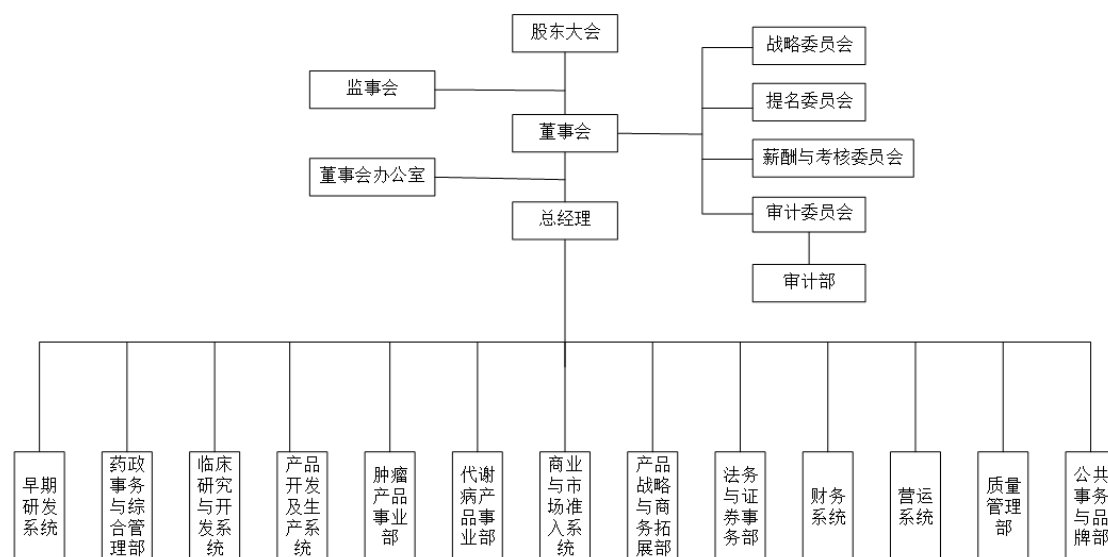 股东大会
监事会
董事会
董事会办公室
总经理
战略委员会
提名委员会
薪酬与考核委员会
审计委员会
审计部
早期
研发
系统
药政
事务
与综
合管
理部
临床
研究
与开
发系
统
产品
开发
及生
产系
统
肿瘤
产品
事业
部
代谢
病产
品事
业部
商业
与市
场准
入系
统
产品
战略
与商
务拓
展部
法务
与证
券事
务部
财务
系统
营运
系统
质量
管理
部
公共
事务
与品
牌部